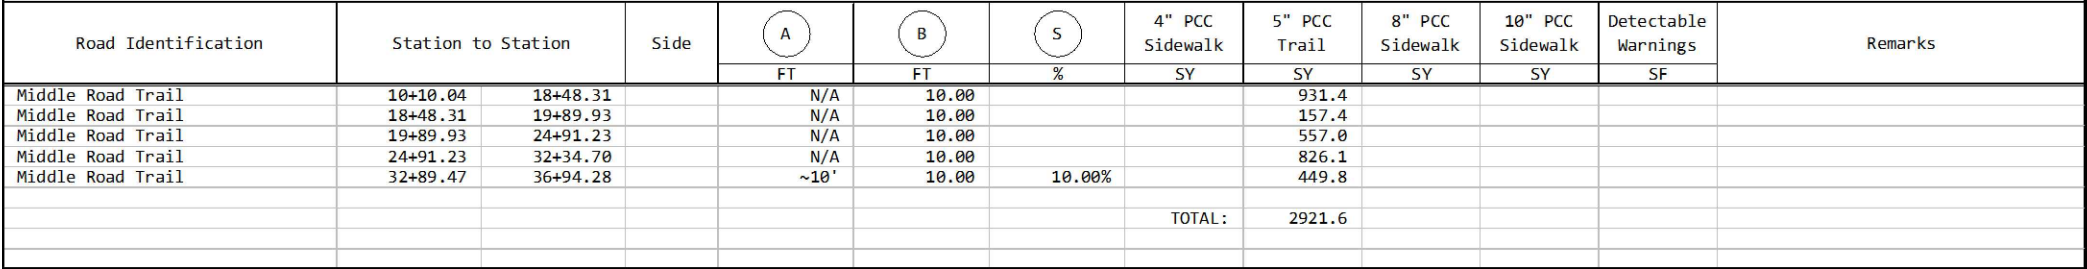 Road Identification Station to Station Side A B S 4" PCC Sidewalk 5" PCC Trail 8" PCC Sidewalk 10" PCC Sidewalk Detectable Warnings Remarks
FT FT % SY SY SY SY SF
Middle Road Trail 10+10.04 18+48.31 N/A 10.00 931.4
Middle Road Trail 18+48.31 19+89.93 N/A 10.00 157.4
Middle Road Trail 19+89.93 24+91.23 N/A 10.00 557.0
Middle Road Trail 24+91.23 32+34.70 N/A 10.00 826.1
Middle Road Trail 32+89.47 36+94.28 ~10' 10.00 10.00% 449.8
TOTAL: 2921.6